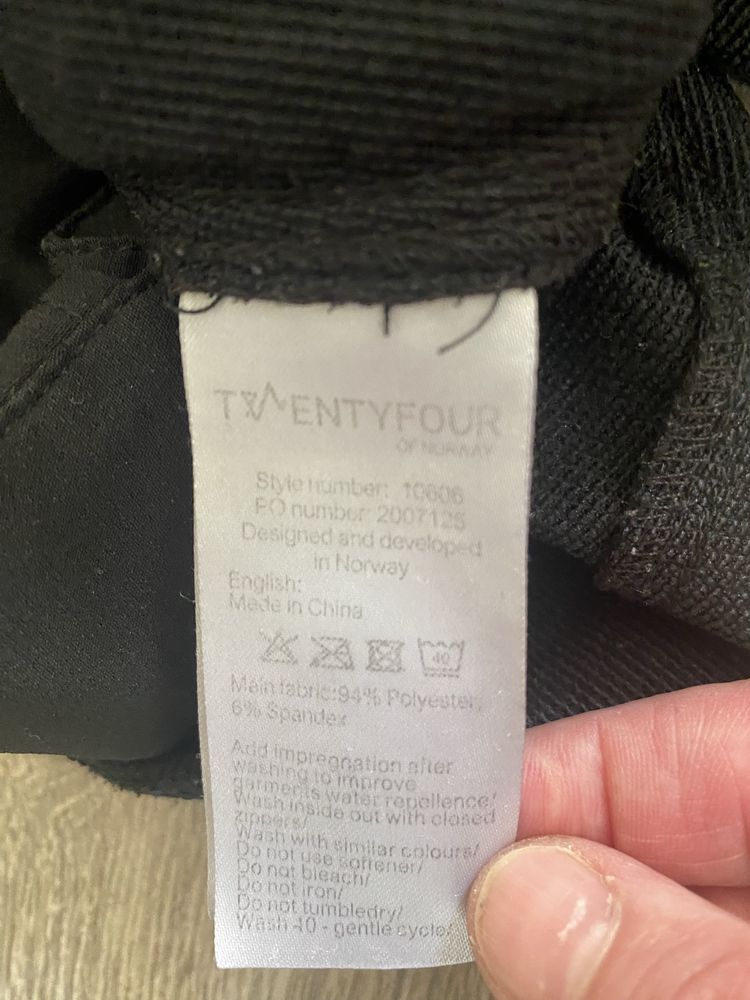 TWENTYFOUR
OF NORWAY
Style number: 10606
PO number 2007125
Designed and developed
in Norway
English:
Made in China
40
Main fabric:94% Polyester,
6% Spandex
Add impregnation after
washing to improve
garments water repellence/
Wash inside out with closed
zippers/
Wash with similar colours/
Do not use softener/
Do not bleach/
Do not iron/
Do not tumbledry/
Wash 40 - gentle cycle/